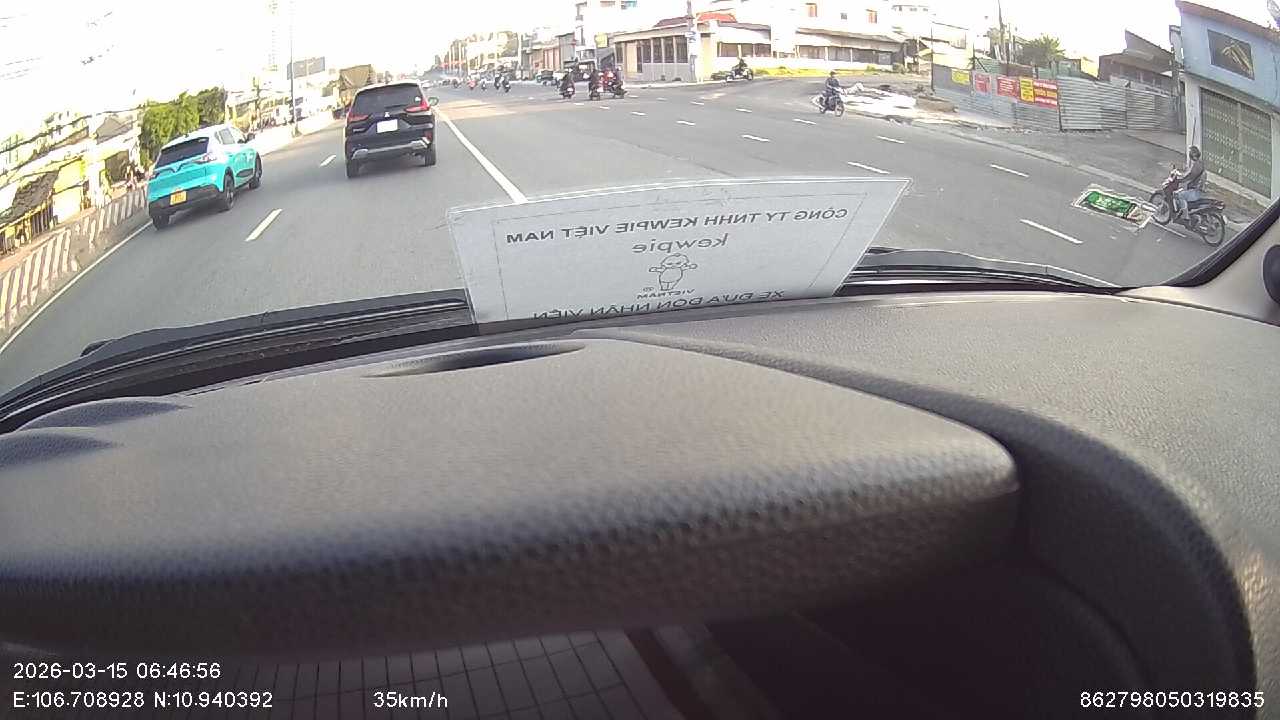 CÔNG TY TNHH KEWPIE VIỆT NAM
kewpie
®
VIETNAM
XE ĐƯA ĐÓN NHÂN VIÊN
2026-03-15 06:46:56
E:106.708928 N:10.940392 35km/h 862798050319835